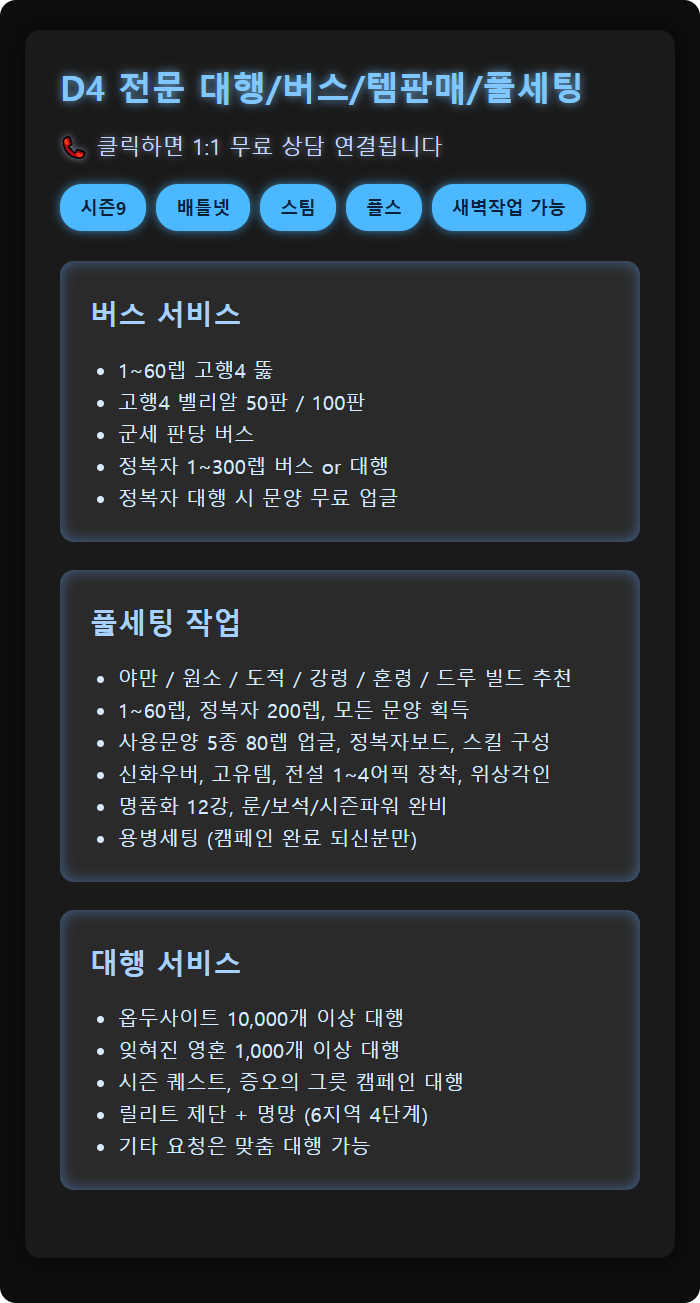 D4 전문 대행/버스/템판매/풀세팅
클릭하면 1:1 무료 상담 연결됩니다
시즌9 배틀넷 스팀 플스 새벽작업 가능
버스 서비스
• 1~60렙 고행4 뚫
• 고행4 벨리알 50판 / 100판
• 군세 판당 버스
• 정복자 1~300렙 버스 or 대행
• 정복자 대행 시 문양 무료 업글
풀세팅 작업
• 야만 / 원소 / 도적 / 강령 / 혼령 / 드루 빌드 추천
• 1~60렙, 정복자 200렙, 모든 문양 획득
• 사용문양 5종 80렙 업글, 정복자보드, 스킬 구성
• 신화우버, 고유템, 전설 1~4어픽 장착, 위상각인
• 명품화 12강, 룬/보석/시즌파워 완비
• 용병세팅 (캠페인 완료 되신분만)
대행 서비스
• 옵두사이트 10,000개 이상 대행
• 잊혀진 영혼 1,000개 이상 대행
• 시즌 퀘스트, 증오의 그릇 캠페인 대행
• 릴리트 제단 + 명망 (6지역 4단계)
• 기타 요청은 맞춤 대행 가능